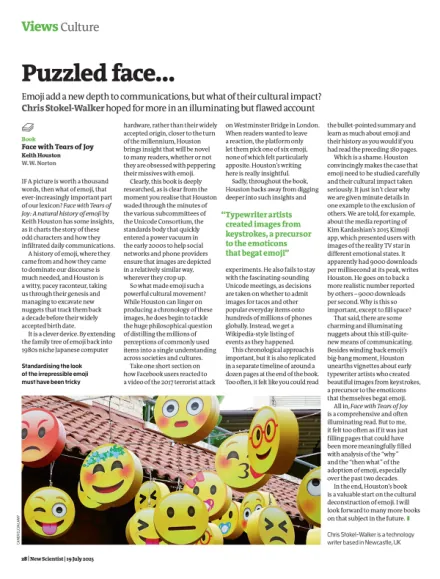 Views Culture
Puzzled face...
Emoji add a new depth to communications, but what of their cultural impact?
Chris Stokel-Walker hoped for more in an illuminating but flawed account
Book
Face with Tears of Joy
Keith Houston
W. W. Norton
IF A picture is worth a thousand
words, then what of emoji, that
ever-increasingly important part
of our lexicon? Face with Tears of
Joy: A natural history of emoji by
Keith Houston has some insights,
as it charts the story of these
odd characters and how they
infiltrated daily communications.
A history of emoji, where they
came from and how they came
to dominate our discourse is
much needed, and Houston is
a witty, pacey raconteur, taking
us through their genesis and
managing to excavate new
nuggets that track them back
a decade before their widely
accepted birth date.
It is a clever device. By extending
the family tree of emoji back into
1980s niche Japanese computer
Standardising the look
of the irrepressible emoji
must have been tricky
hardware, rather than their widely
accepted origin, closer to the turn
of the millennium, Houston
brings insight that will be novel
to many readers, whether or not
they are obsessed with peppering
their missives with emoji.
Clearly, this book is deeply
researched, as is clear from the
moment you realise that Houston
waded through the minutes of
the various subcommittees of
the Unicode Consortium, the
standards body that quickly
entered a power vacuum in
the early 2000s to help social
networks and phone providers
ensure that images are depicted
in a relatively similar way,
wherever they crop up.
So what made emoji such a
powerful cultural movement?
While Houston can linger on
producing a chronology of these
images, he does begin to tackle
the huge philosophical question
of distilling the millions of
perceptions of commonly used
items into a single understanding
across societies and cultures.
Take one short section on
how Facebook users reacted to
a video of the 2017 terrorist attack
on Westminster Bridge in London.
When readers wanted to leave
a reaction, the platform only
let them pick one of six emoji,
none of which felt particularly
apposite. Houston's writing
here is really insightful.
Sadly, throughout the book,
Houston backs away from digging
deeper into such insights and
"Typewriter artists
created images from
keystrokes, a precursor
to the emoticons
that begat emoji"
experiments. He also fails to stay
with the fascinating-sounding
Unicode meetings, as decisions
are taken on whether to admit
images for tacos and other
popular everyday items onto
hundreds of millions of phones
globally. Instead, we get a
Wikipedia-style listing of
events as they happened.
This chronological approach is
important, but it is also replicated
in a separate timeline of around a
dozen pages at the end of the book.
Too often, it felt like you could read
the bullet-pointed summary and
learn as much about emoji and
their history as you would if you
had read the preceding 180 pages.
Which is a shame. Houston
convincingly makes the case that
emoji need to be studied carefully
and their cultural impact taken
seriously. It just isn't clear why
we are given minute details in
one example to the exclusion of
others. We are told, for example,
about the media reporting of
Kim Kardashian's 2015 Kimoji
app, which presented users with
images of the reality TV star in
different emotional states. It
apparently had 9000 downloads
per millisecond at its peak, writes
Houston. He goes on to back a
more realistic number reported
by others – 9000 downloads
per second. Why is this so
important, except to fill space?
That said, there are some
charming and illuminating
nuggets about this still-quite-
new means of communicating.
Besides winding back emoji's
big-bang moment, Houston
unearths vignettes about early
typewriter artists who created
beautiful images from keystrokes,
a precursor to the emoticons
that themselves begat emoji.
All in, Face with Tears of Joy
is a comprehensive and often
illuminating read. But to me,
it felt too often as if it was just
filling pages that could have
been more meaningfully filled
with analysis of the "why"
and the "then what" of the
adoption of emoji, especially
over the past two decades.
In the end, Houston's book
is a valuable start on the cultural
deconstruction of emoji. I will
look forward to many more books
on that subject in the future.
Chris Stokel-Walker is a technology
writer based in Newcastle, UK
28 | New Scientist | 19 July 2025